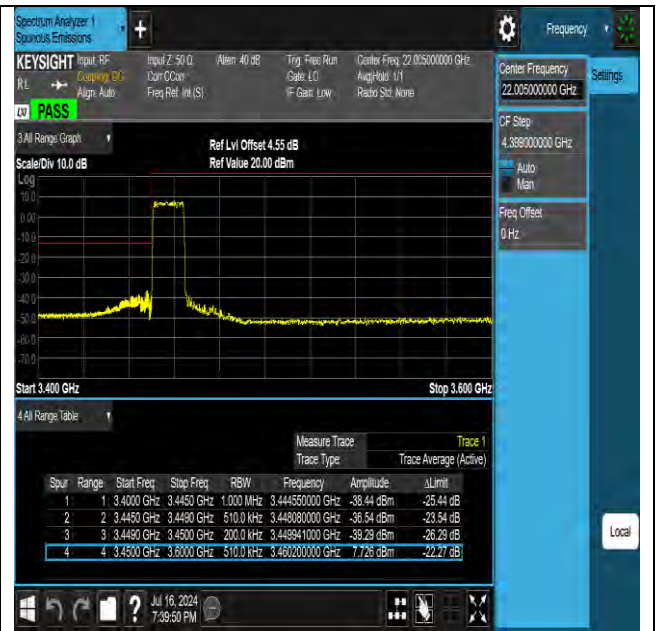 Spectrum Analyzer 1
Spurious Emissions
+
Frequency
KEYSIGHT
RL
Input: RF
Coupling: DC
Align: Auto
Input Z: 50 Ω
Corr CCorr
Freq Ref: Int (S)
Atten: 40 dB
Trig: Free Run
Gate: LO
IF Gain: Low
Center Freq: 22.005000000 GHz
Avg|Hold: 1/1
Radio Std: None
PASS
Center Frequency
22.005000000 GHz
Settings
CF Step
4.399000000 GHz
Auto
Man
Freq Offset
0 Hz
3 All Range Graph
Scale/Div 10.0 dB
Ref Lvl Offset 4.55 dB
Ref Value 20.00 dBm
Log
10.0
0.00
-10.0
-20.0
-30.0
-40.0
-50.0
-60.0
-70.0
Start 3.400 GHz
Stop 3.600 GHz
4 All Range Table
Measure Trace Trace 1
Trace Type Trace Average (Active)
Spur Range Start Freq Stop Freq RBW Frequency Amplitude ΔLimit
1 1 3.4000 GHz 3.4450 GHz 1.000 MHz 3.444550000 GHz -38.44 dBm -25.44 dB
2 2 3.4450 GHz 3.4490 GHz 510.0 kHz 3.448080000 GHz -36.54 dBm -23.54 dB
3 3 3.4490 GHz 3.4500 GHz 200.0 kHz 3.449941000 GHz -39.29 dBm -26.29 dB
4 4 3.4500 GHz 3.6000 GHz 510.0 kHz 3.460200000 GHz 7.726 dBm -22.27 dB
Local
?
Jul 16, 2024
7:39:50 PM